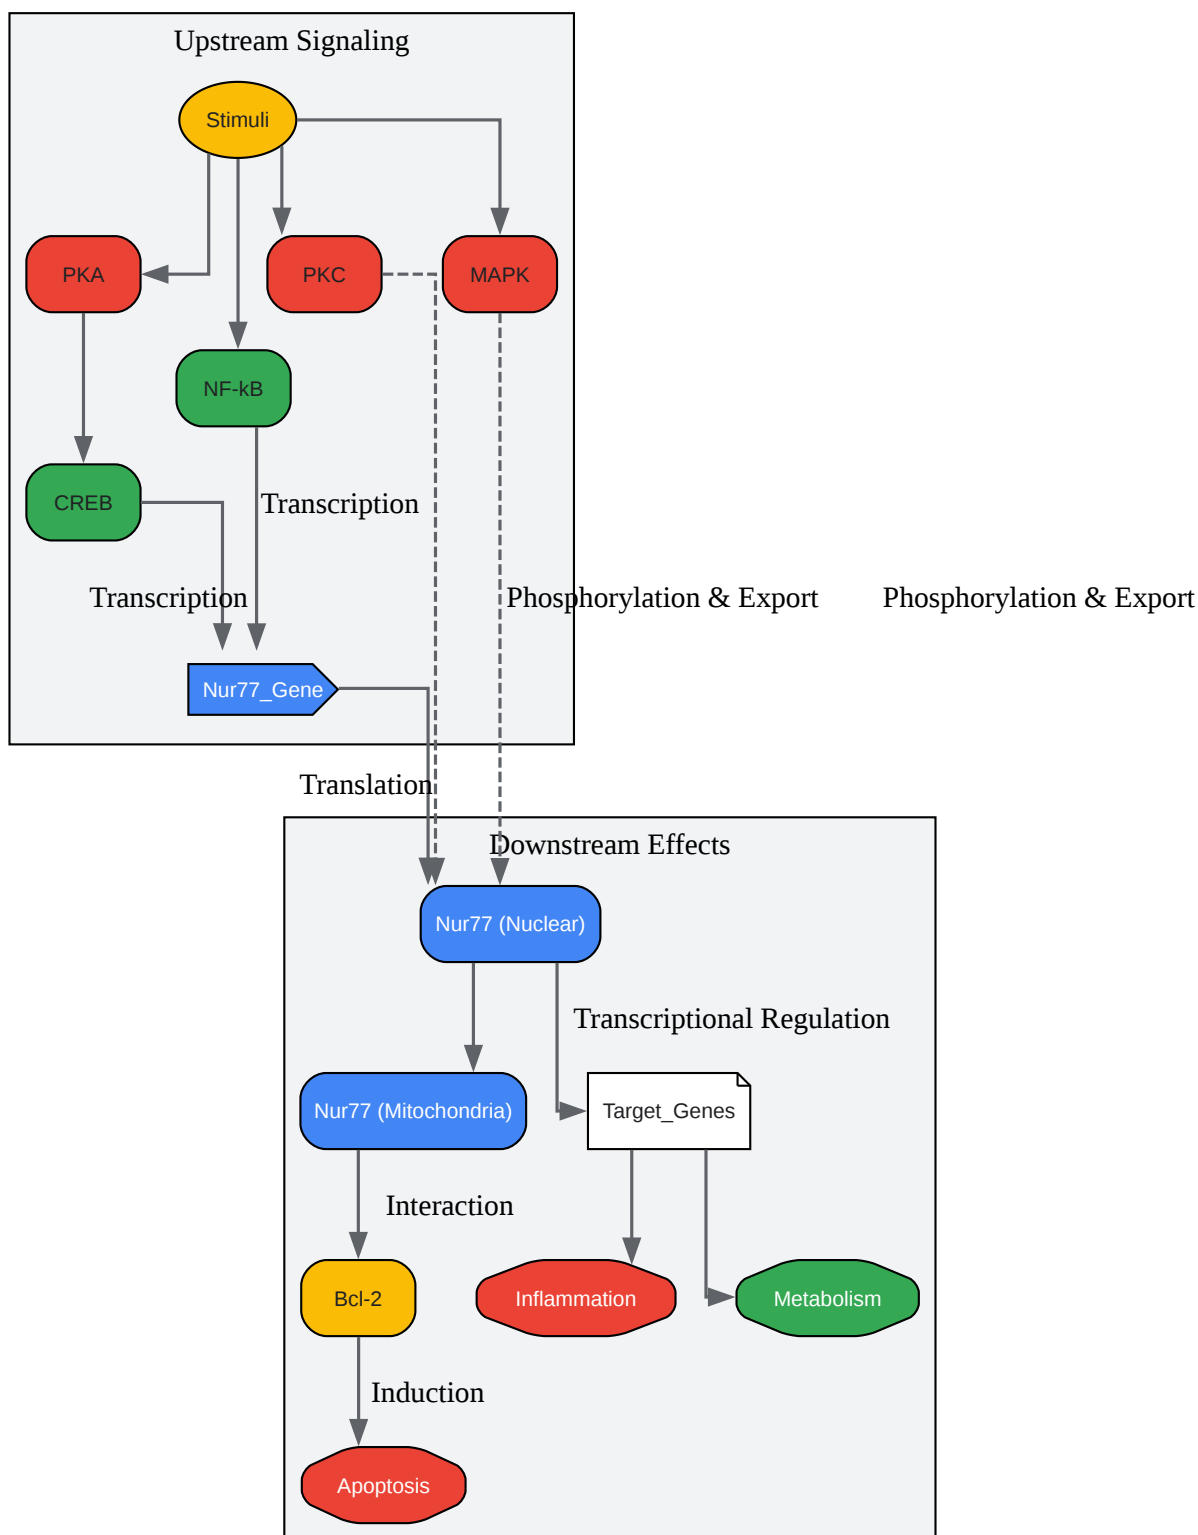 Upstream Signaling
Stimuli
PKA
PKC
MAPK
NF-kB
CREB
Transcription
Transcription
Phosphorylation & Export
Phosphorylation & Export
Nur77_Gene
Translation
Downstream Effects
Nur77 (Nuclear)
Transcriptional Regulation
Nur77 (Mitochondria)
Target_Genes
Interaction
Bcl-2
Inflammation
Metabolism
Induction
Apoptosis